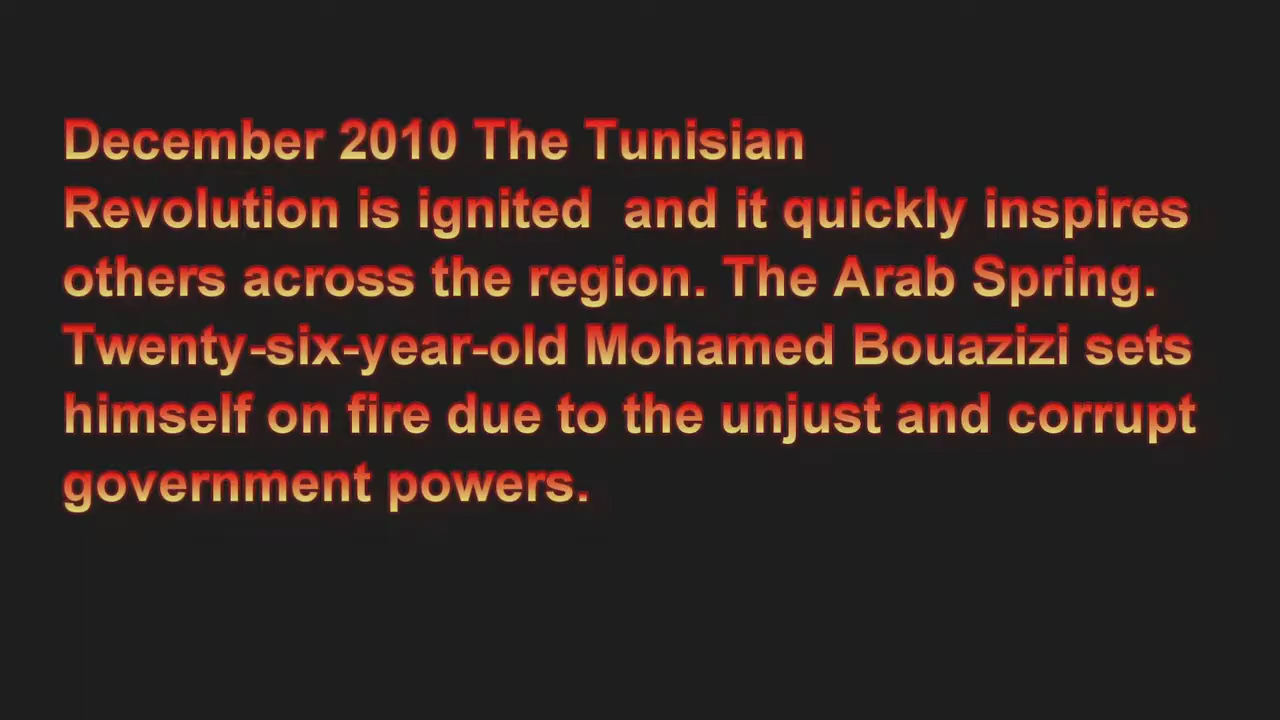 December 2010 The Tunisian
Revolution is ignited  and it quickly inspires
others across the region. The Arab Spring.
Twenty-six-year-old Mohamed Bouazizi sets
himself on fire due to the unjust and corrupt
government powers.